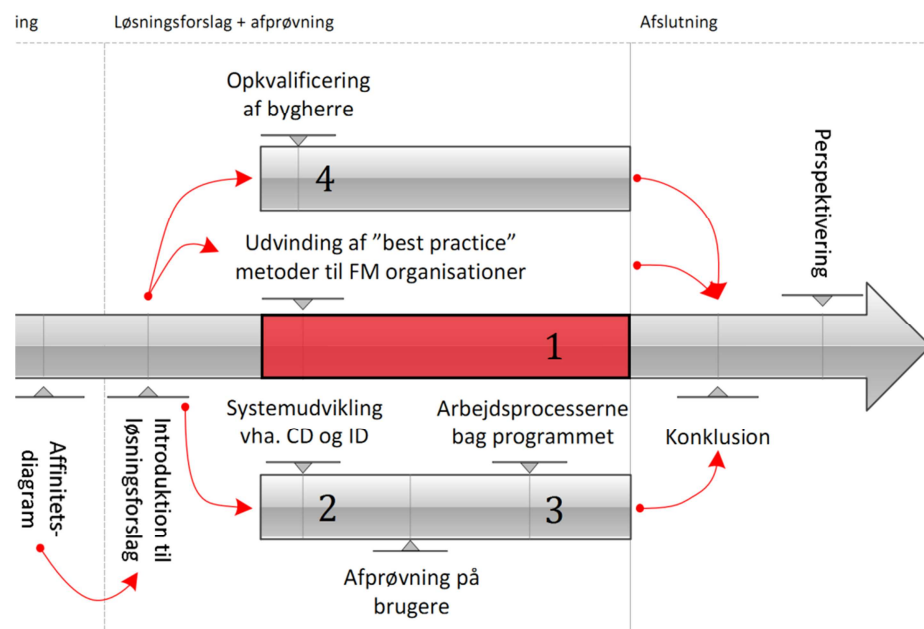 ing
Løsningsforslag + afprøvning
Afslutning
Opkvalificering
af bygherre
4
Udvinding af ”best practice”
metoder til FM organisationer
Perspektivering
1
Systemudvikling
vha. CD og ID
Arbejdsprocesserne
bag programmet
Konklusion
Affinitets-
diagram
Introduktion til
løsningsforslag
2
3
Afprøvning på
brugere